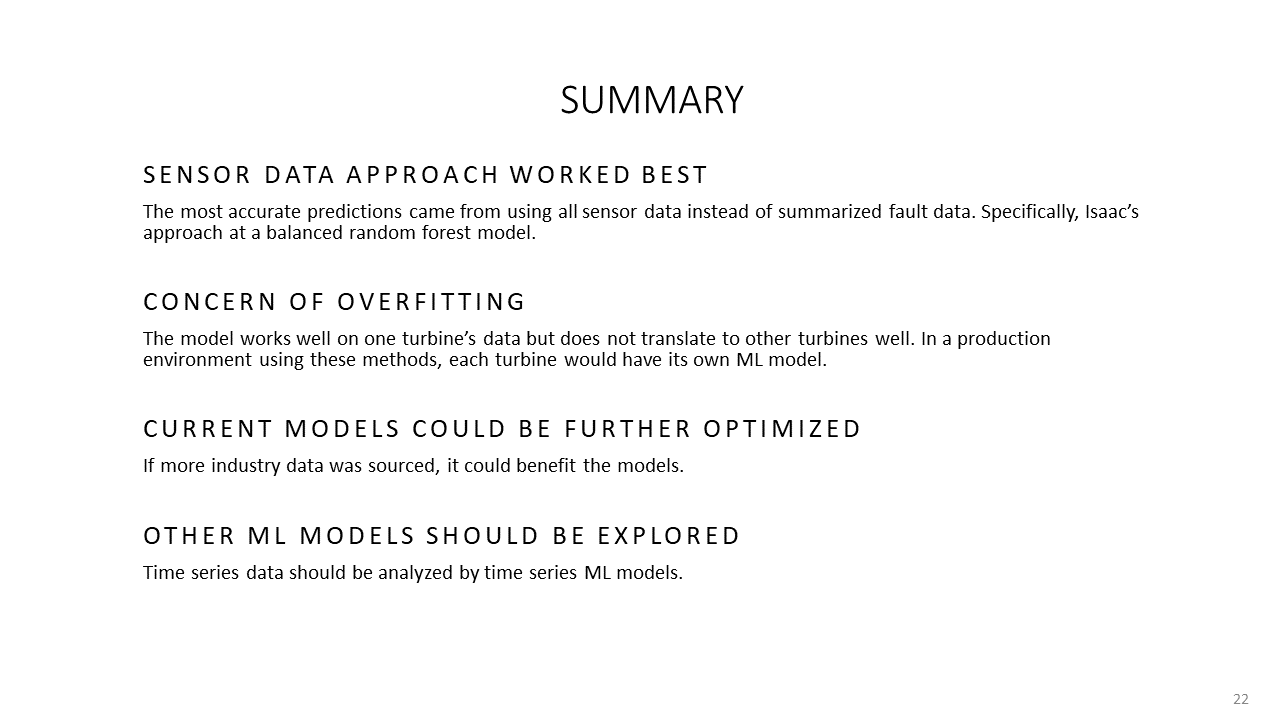 SUMMARY
SENSOR DATA APPROACH WORKED BEST
The most accurate predictions came from using all sensor data instead of summarized fault data. Specifically, Isaac’s
approach at a balanced random forest model.
CONCERN OF OVERFITTING
The model works well on one turbine’s data but does not translate to other turbines well. In a production
environment using these methods, each turbine would have its own ML model.
CURRENT MODELS COULD BE FURTHER OPTIMIZED
If more industry data was sourced, it could benefit the models.
OTHER ML MODELS SHOULD BE EXPLORED
Time series data should be analyzed by time series ML models.
22